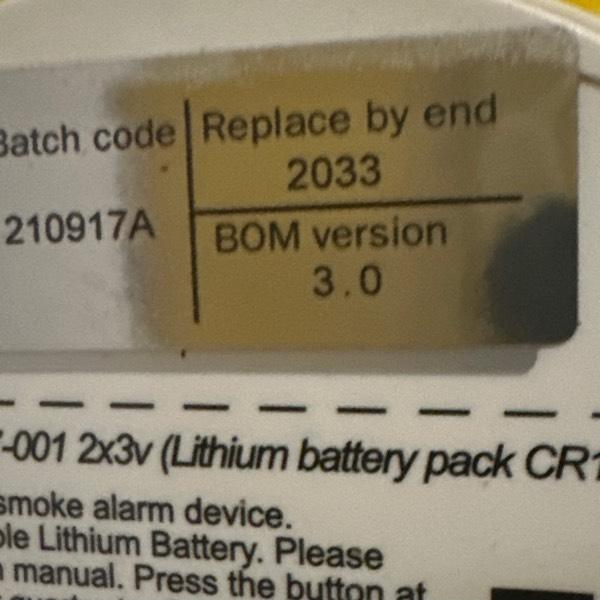 Batch code
210917A
Replace by end
2033
BOM version
3.0
-001 2x3v (Lithium battery pack CR1
smoke alarm device.
ble Lithium Battery. Please
manual. Press the button at